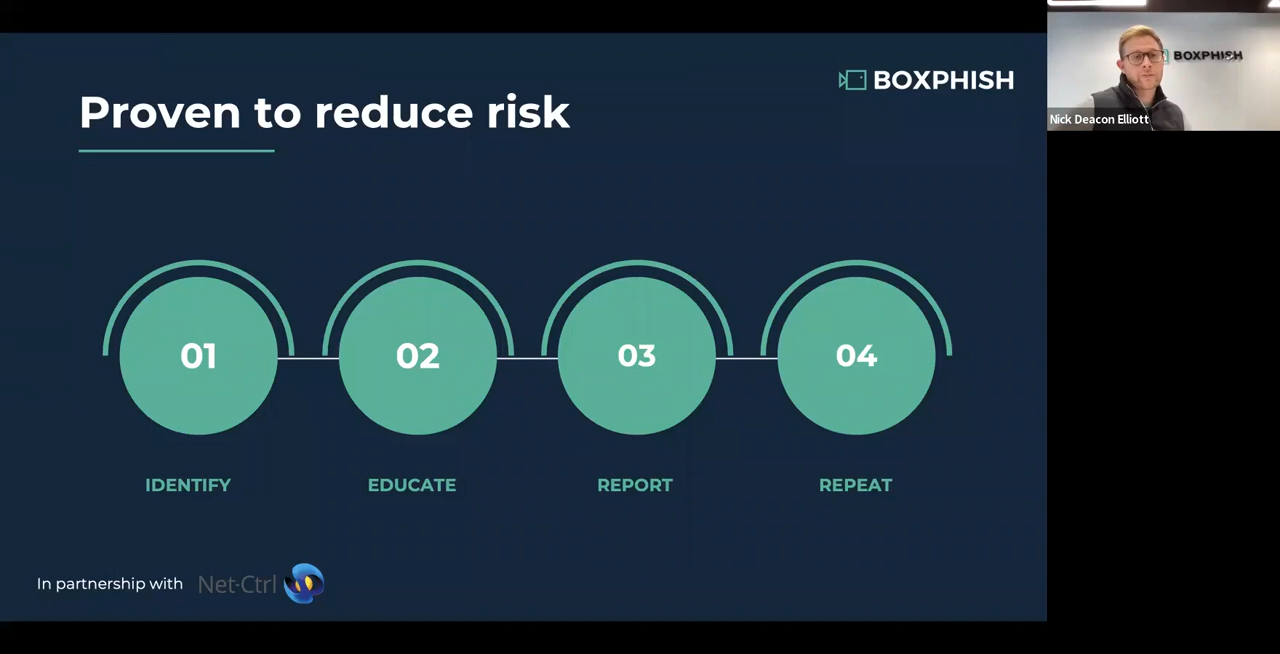 BOXPHISH
Proven to reduce risk
01
02
03
04
IDENTIFY
EDUCATE
REPORT
REPEAT
In partnership with Net-Ctrl
BOXPHISH
Nick Deacon Elliott